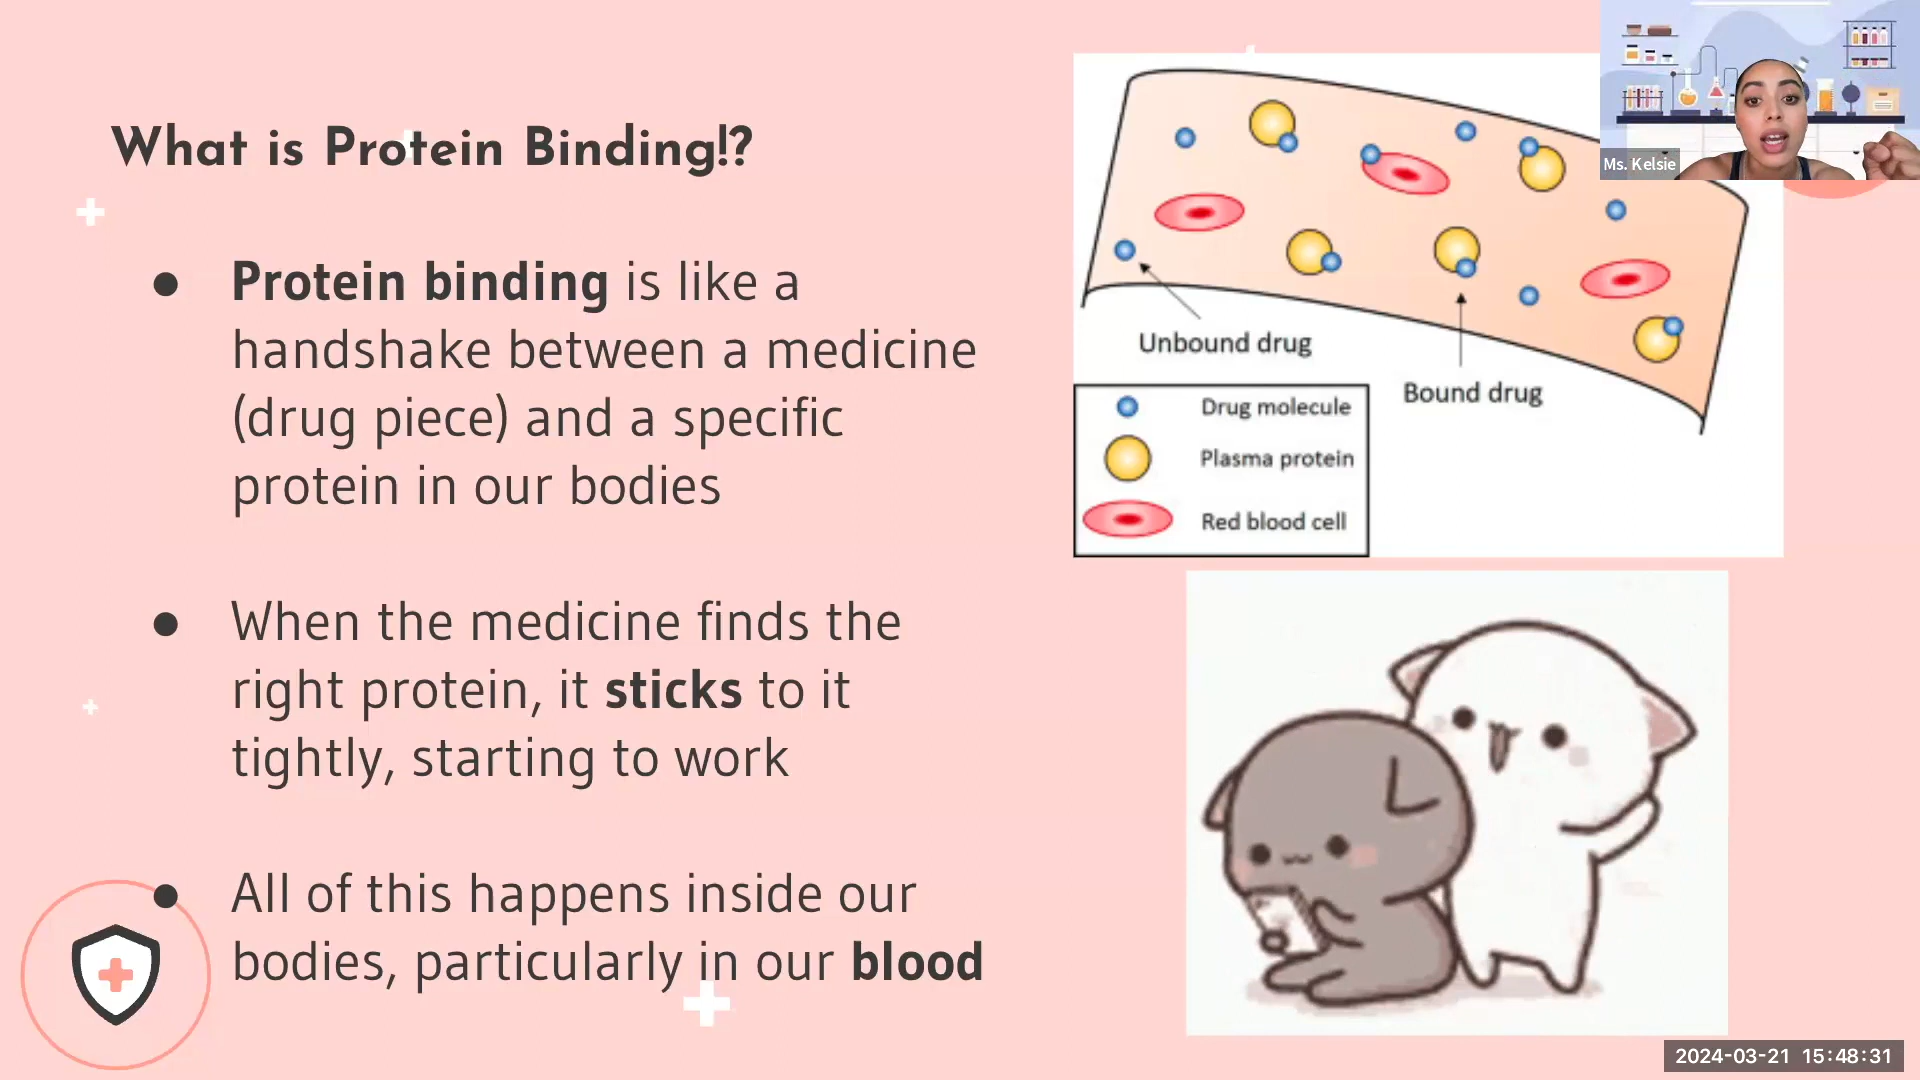 What is Protein Binding!?
● Protein binding is like a
handshake between a medicine
(drug piece) and a specific
protein in our bodies
● When the medicine finds the
right protein, it sticks to it
tightly, starting to work
● All of this happens inside our
bodies, particularly in our blood
Unbound drug
Bound drug
Drug molecule
Plasma protein
Red blood cell
Ms. Kelsie
2024-03-21 15:48:31